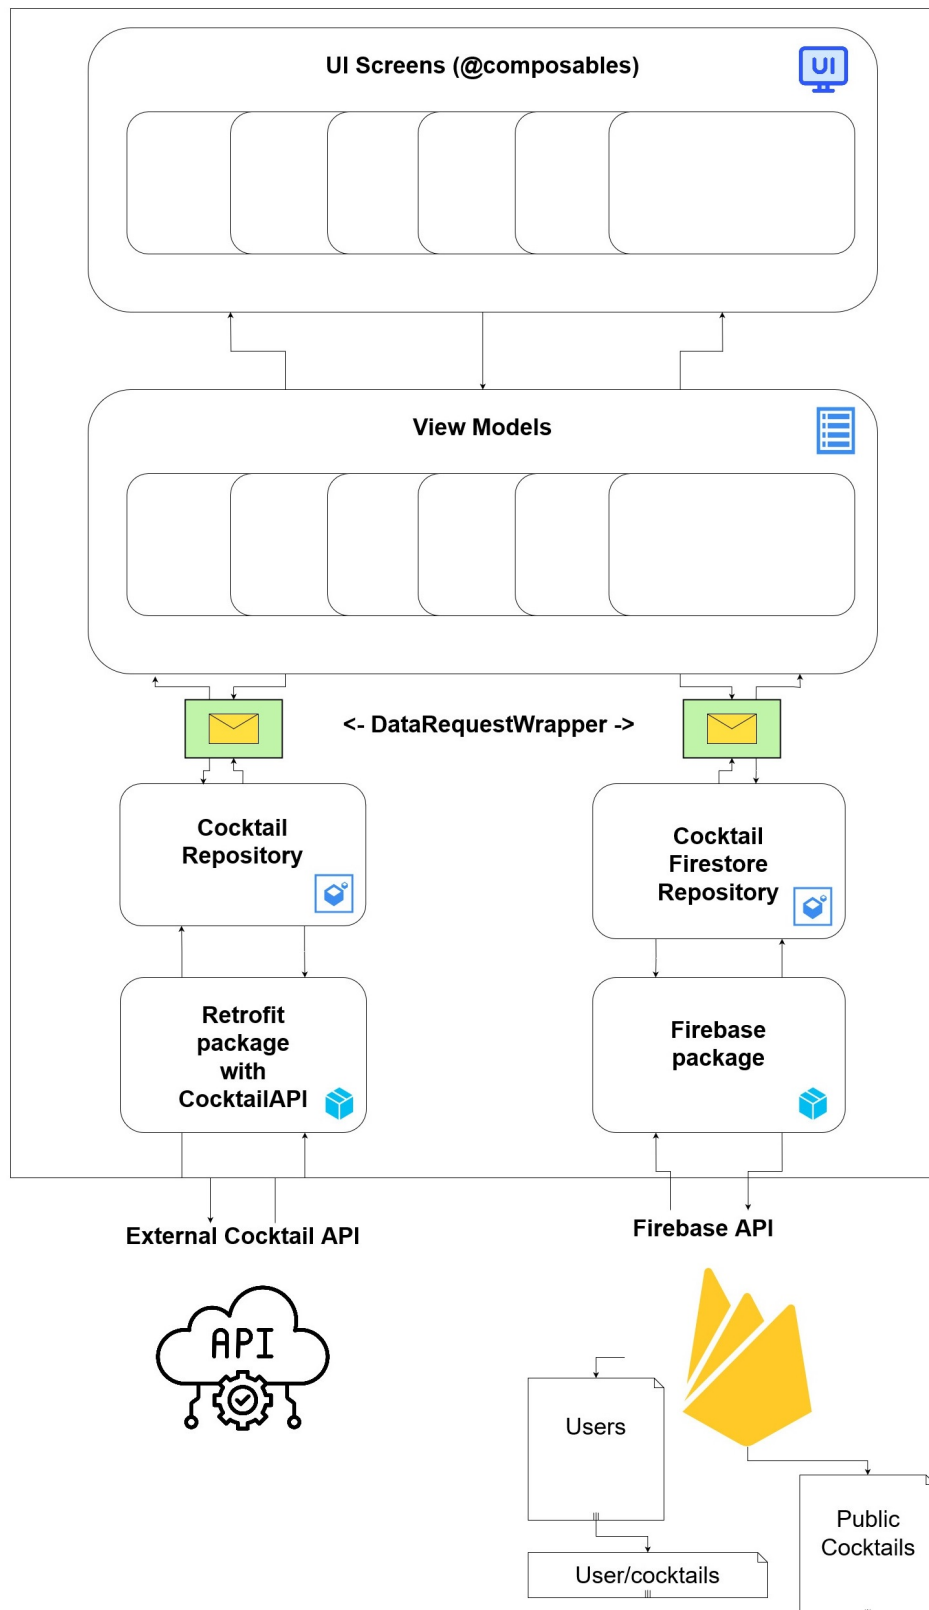 UI Screens (@composables)
UI
View Models
<- DataRequestWrapper ->
Cocktail
Repository
Cocktail
Firestore
Repository
Retrofit
package
with
CocktailAPI
Firebase
package
External Cocktail API
Firebase API
API
Users
User/cocktails
Public
Cocktails